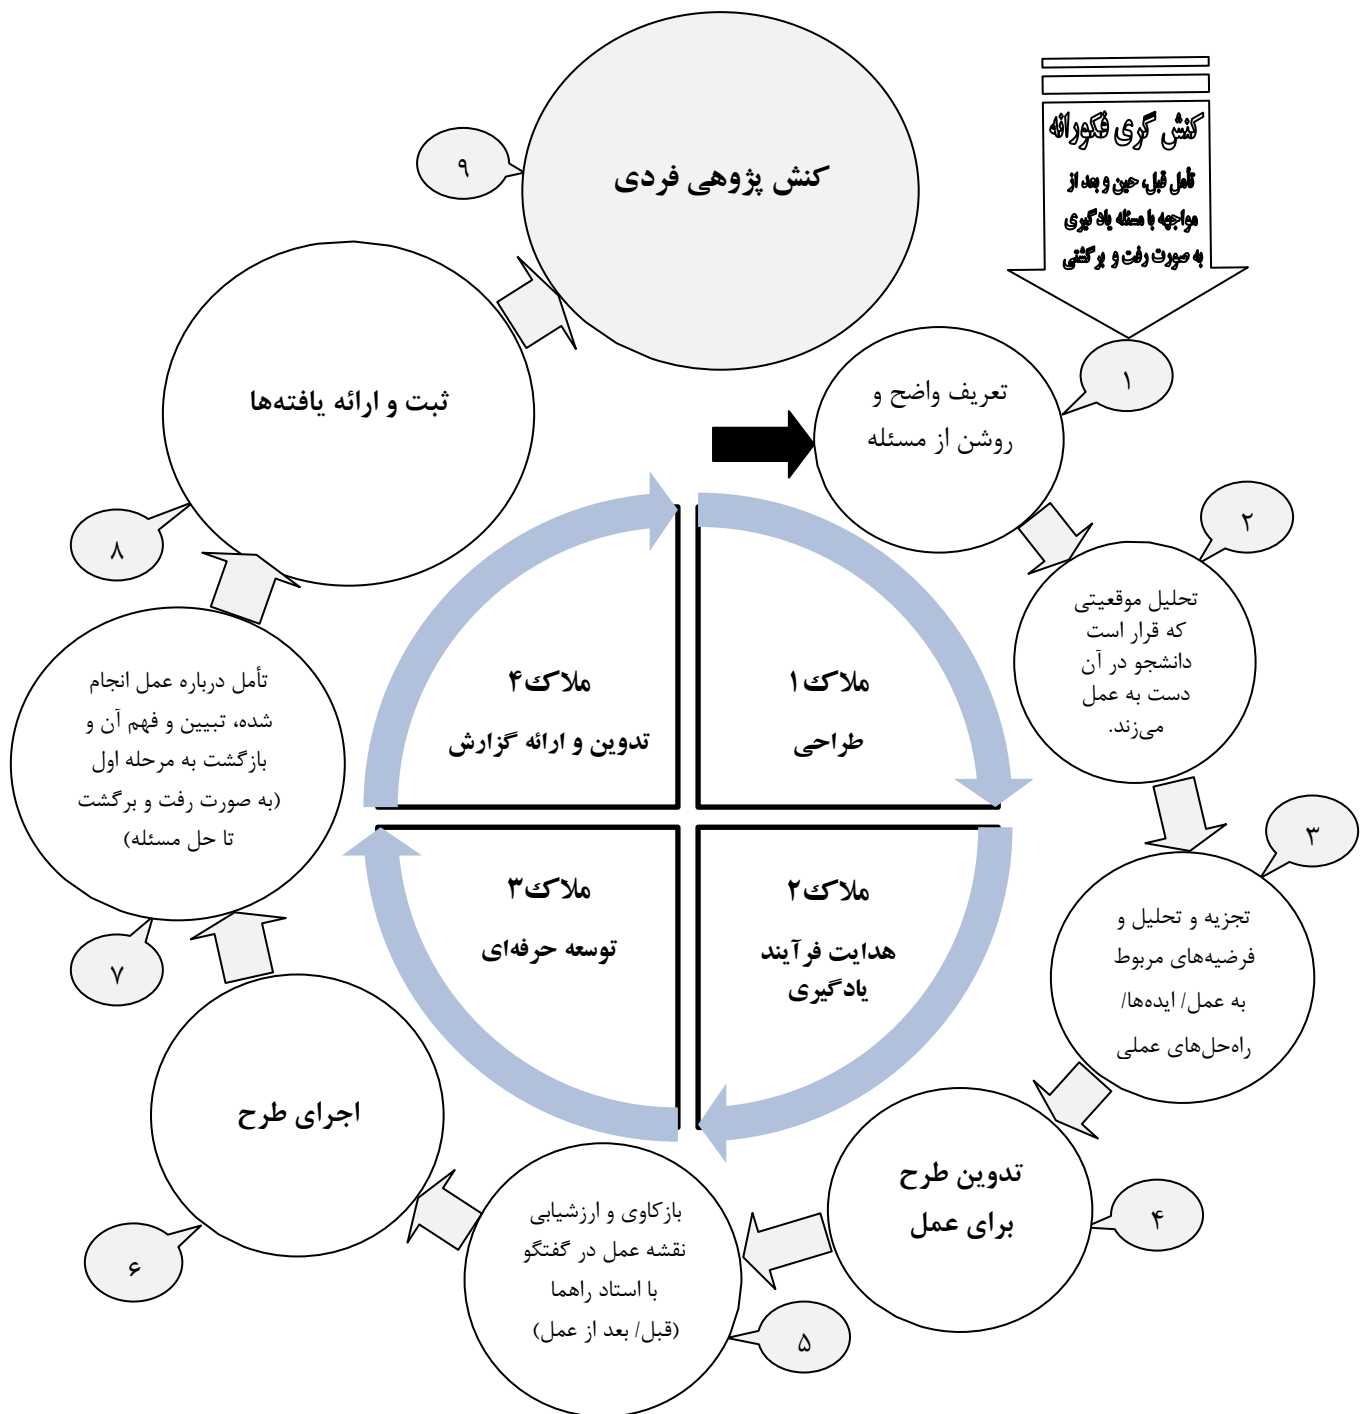 کنش گری فکورانه
تأمل قبل، حین و بعد از
مواجهه با مسئله یادگیری
به صورت رفت و برگشتی
۱
تعریف واضح و
روشن از مسئله
۲
تحلیل موقعیتی
که قرار است
دانشجو در آن
دست به عمل
می‌زند.
۳
تجزیه و تحلیل و
فرضیه‌های مربوط
به عمل/ ایده‌ها/
راه‌حل‌های عملی
۴
تدوین طرح
برای عمل
۵
بازکاوی و ارزشیابی
نقشه عمل در گفتگو
با استاد راهما
(قبل/ بعد از عمل)
۶
اجرای طرح
۷
تأمل درباره عمل انجام
شده، تبیین و فهم آن و
بازگشت به مرحله اول
(به صورت رفت و برگشت
تا حل مسئله)
۸
ثبت و ارائه یافته‌ها
۹
کنش پژوهی فردی
ملاک۱
طراحی
ملاک۲
هدایت فرآیند
یادگیری
ملاک۳
توسعه حرفه‌ای
ملاک۴
تدوین و ارائه گزارش